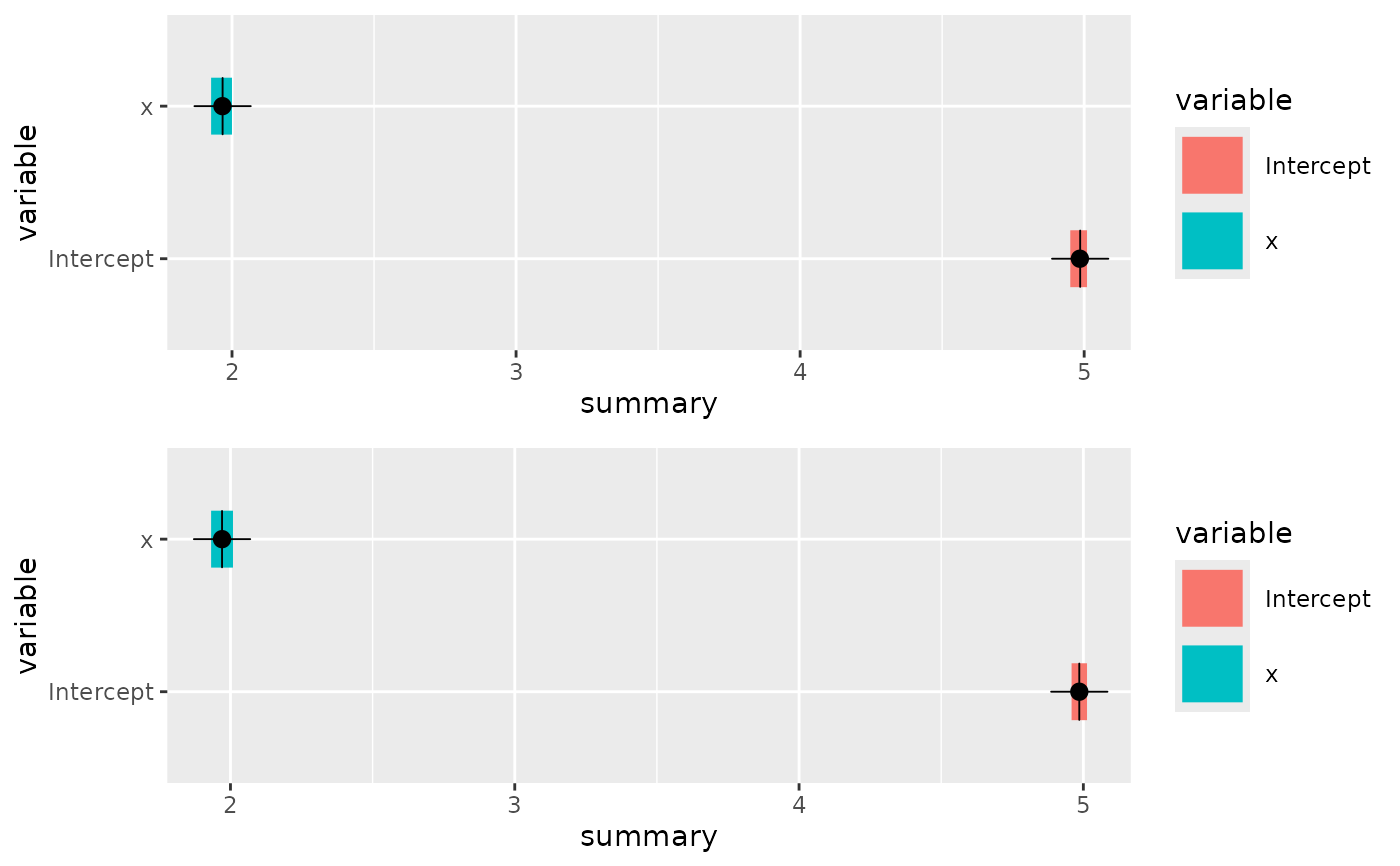 variable
x
Intercept
2 3 4 5
summary
variable
Intercept
x
variable
x
Intercept
2 3 4 5
summary
variable
Intercept
x